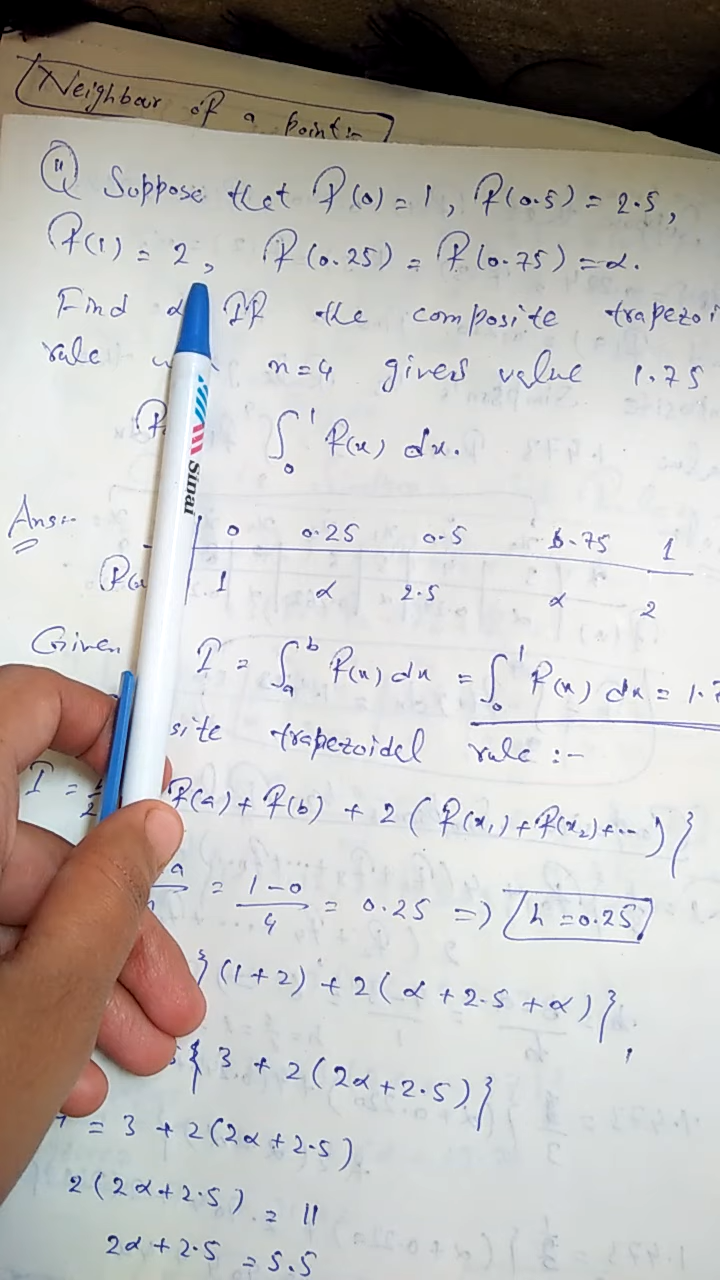 Neighbour of a point:-
Q Suppose thet f(0) = 1, f(0.5) = 2.5,
f(1) = 2, f(0.25) = f(0.75) = α.
Find α If the composite trapezoi
rule n=4 gives value 1.75
∫₀¹ f(x) dx.
Ans:-
0 0.25 0.5 0.75 1
1 α 2.5 α 2
Given I = ∫ₐᵇ f(x) dx = ∫₀¹ f(x) dx = 1.7
site trapezoidel rule :-
I = f(a) + f(b) + 2 ( f(x₁) + f(x₂) + ... ) }
= (1-0)/4 = 0.25 => h = 0.25
{(1+2) + 2( α + 2.5 + α ) },
{ 3 + 2 ( 2α + 2.5 ) }
= 3 + 2(2α + 2.5)
2 ( 2α + 2.5 ) = 11
2α + 2.5 = 5.5
Sinai